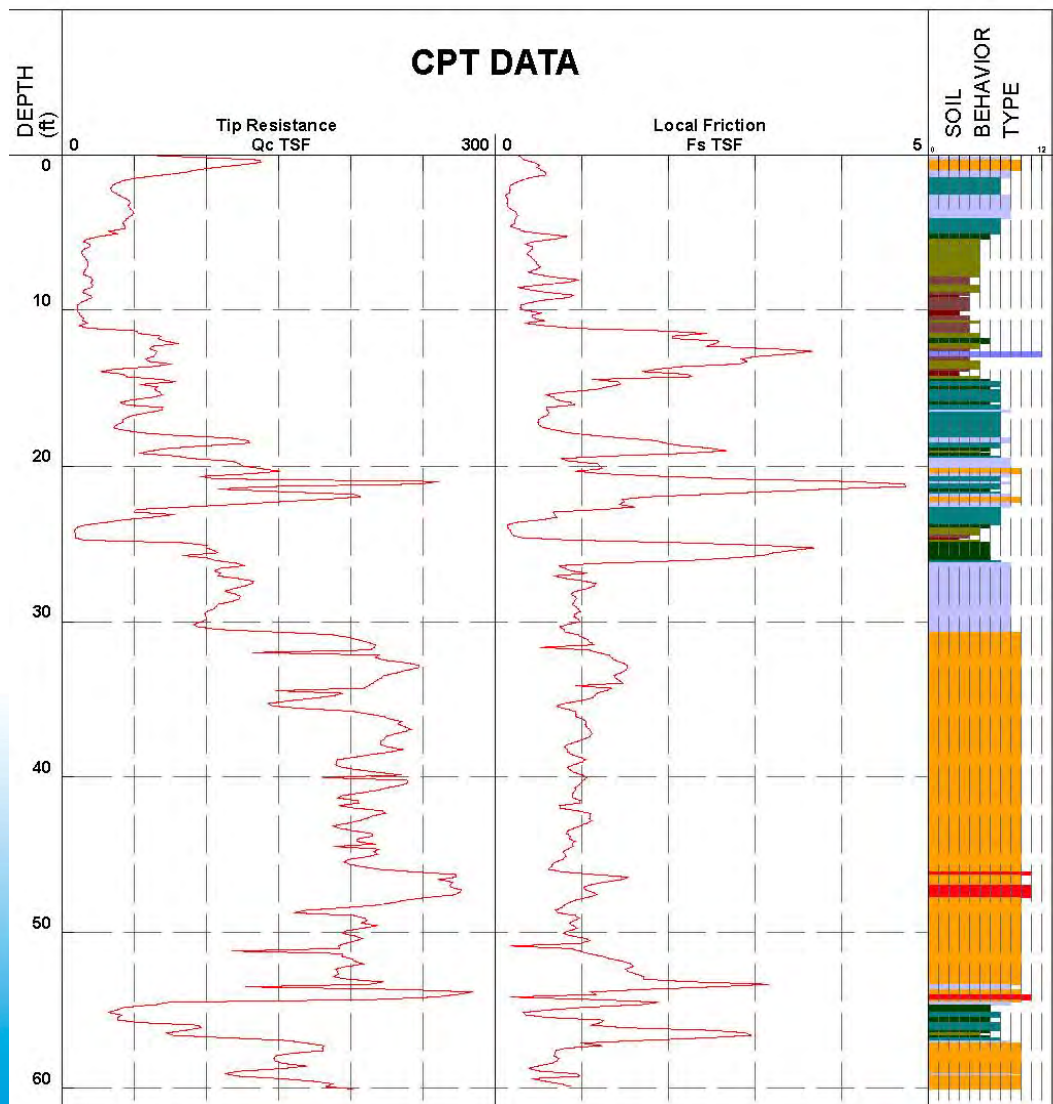 CPT DATA
DEPTH
(ft)
Tip Resistance
0 Qc TSF 300
Local Friction
0 Fs TSF 5
SOIL
BEHAVIOR
TYPE
0 12
0
10
20
30
40
50
60